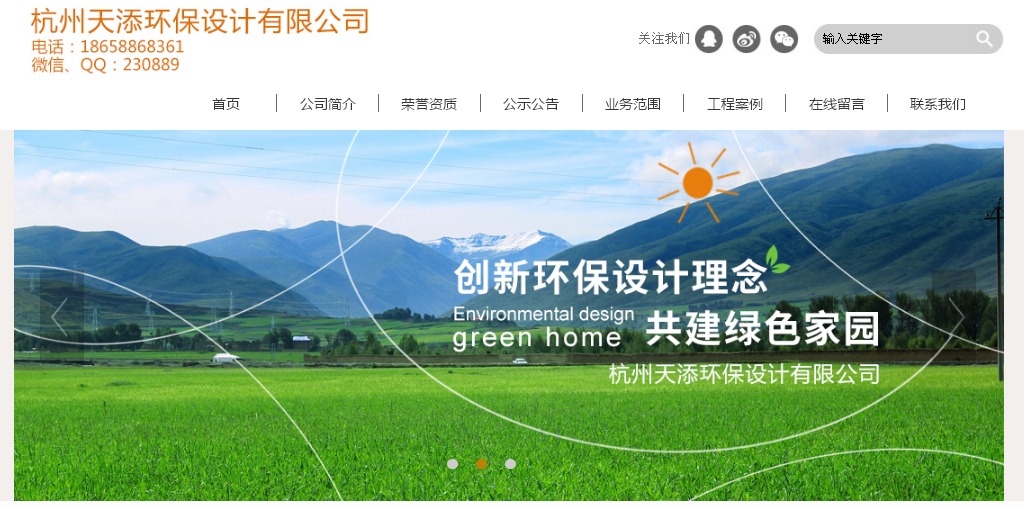 杭州天添环保设计有限公司
电话：18658868361
微信、QQ：230889
关注我们
输入关键字
首页 公司简介 荣营资质 公示公告 业务范围 工程案例 在线留言 联系我们
创新环保设计理念
Environmental design
green home
共建绿色家园
杭州天添环保设计有限公司